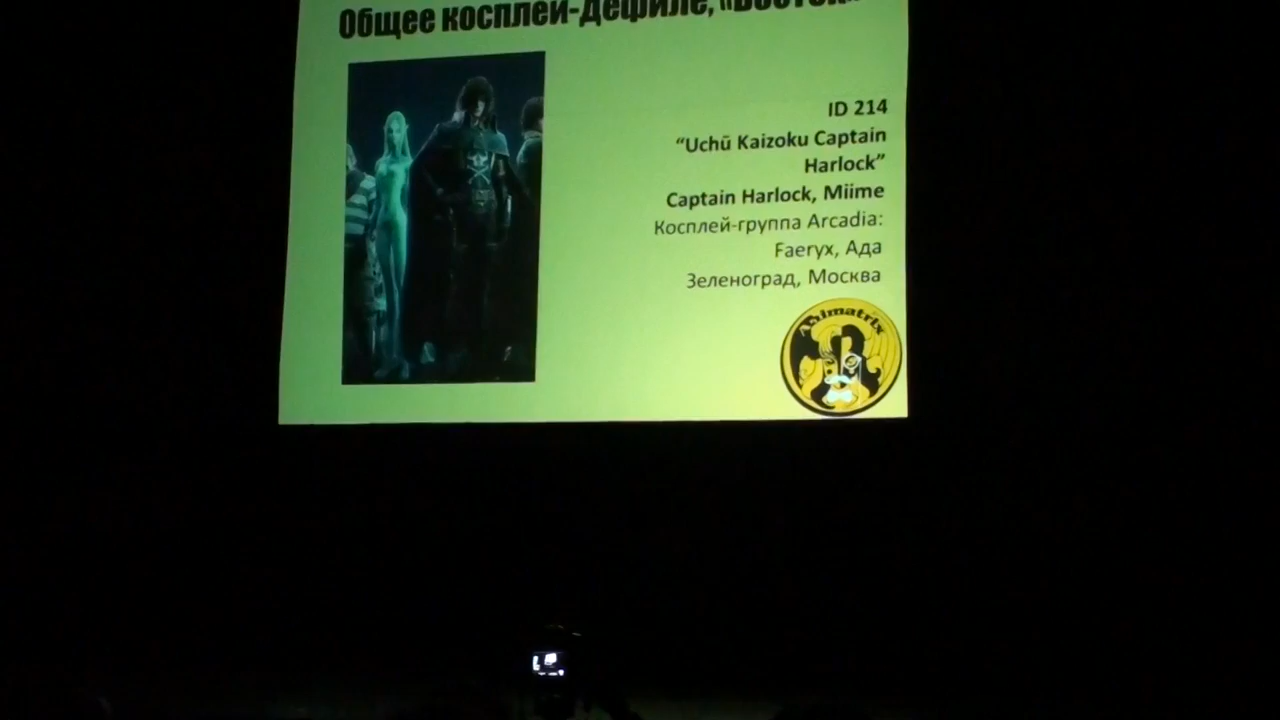 Общее косплей-дефиле, «Восток»
ID 214
“Uchū Kaizoku Captain
Harlock”
Captain Harlock, Miime
Косплей-группа Arcadia:
Faeryx, Ада
Зеленоград, Москва
Animatrix